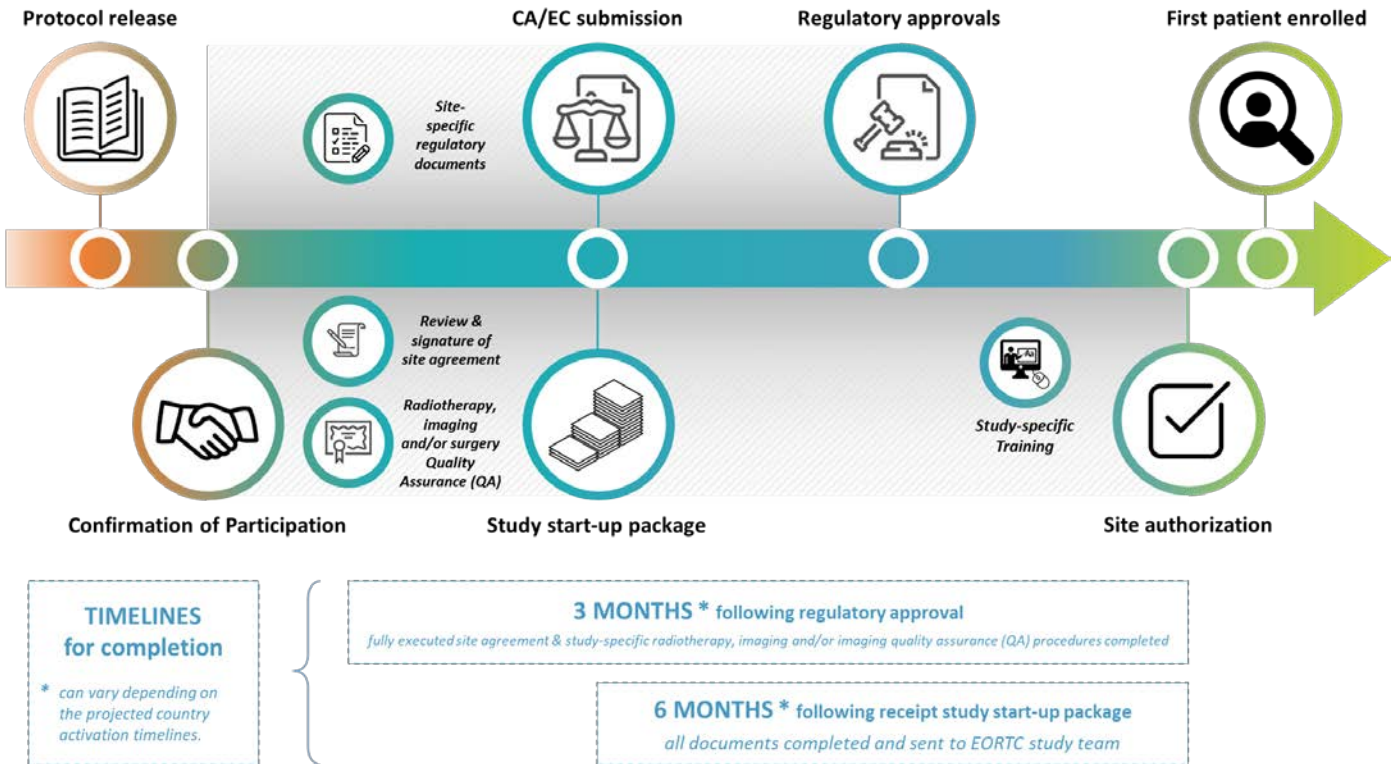 Protocol release
CA/EC submission
Regulatory approvals
First patient enrolled
Site-
specific
regulatory
documents
Review &
signature of
site agreement
Radiotherapy,
imaging
and/or surgery
Quality
Assurance (QA)
Aa
Study-specific
Training
Confirmation of Participation
Study start-up package
Site authorization
TIMELINES
for completion
* can vary depending on
the projected country
activation timelines.
3 MONTHS * following regulatory approval
fully executed site agreement & study-specific radiotherapy, imaging and/or imaging quality assurance (QA) procedures completed
6 MONTHS * following receipt study start-up package
all documents completed and sent to EORTC study team